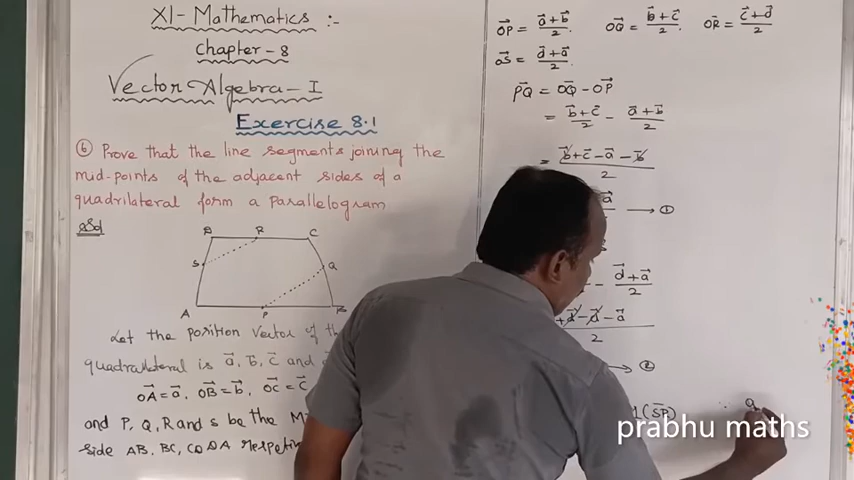 XI- Mathematics :-
Chapter-8
Vector Algebra-I
Exercise 8.1
⑥ Prove that the line segments joining the
mid-points of the adjacent sides of a
quadrilateral form a parallelogram
Sol
D R C
S Q
A P B
Let the position vector of the
quadrilateral is a⃗, b⃗, c⃗ and
OA⃗ = a⃗, OB⃗ = b⃗, OC⃗ = c⃗
and P, Q, R and S be the
side AB, BC, CD DA
OP⃗ = (a⃗ + b⃗)/2. OQ⃗ = (b⃗ + c⃗)/2. OR⃗ = (c⃗ + d⃗)/2
OS⃗ = (d⃗ + a⃗)/2.
PQ⃗ = OQ⃗ - OP⃗
= (b⃗ + c⃗)/2 - (a⃗ + b⃗)/2
= (b⃗ + c⃗ - a⃗ - b⃗)/2
a⃗ → ①
- (d⃗ + a⃗)/2
+ d⃗ - d⃗ - a⃗
2
→ ②
∴
prabhu maths